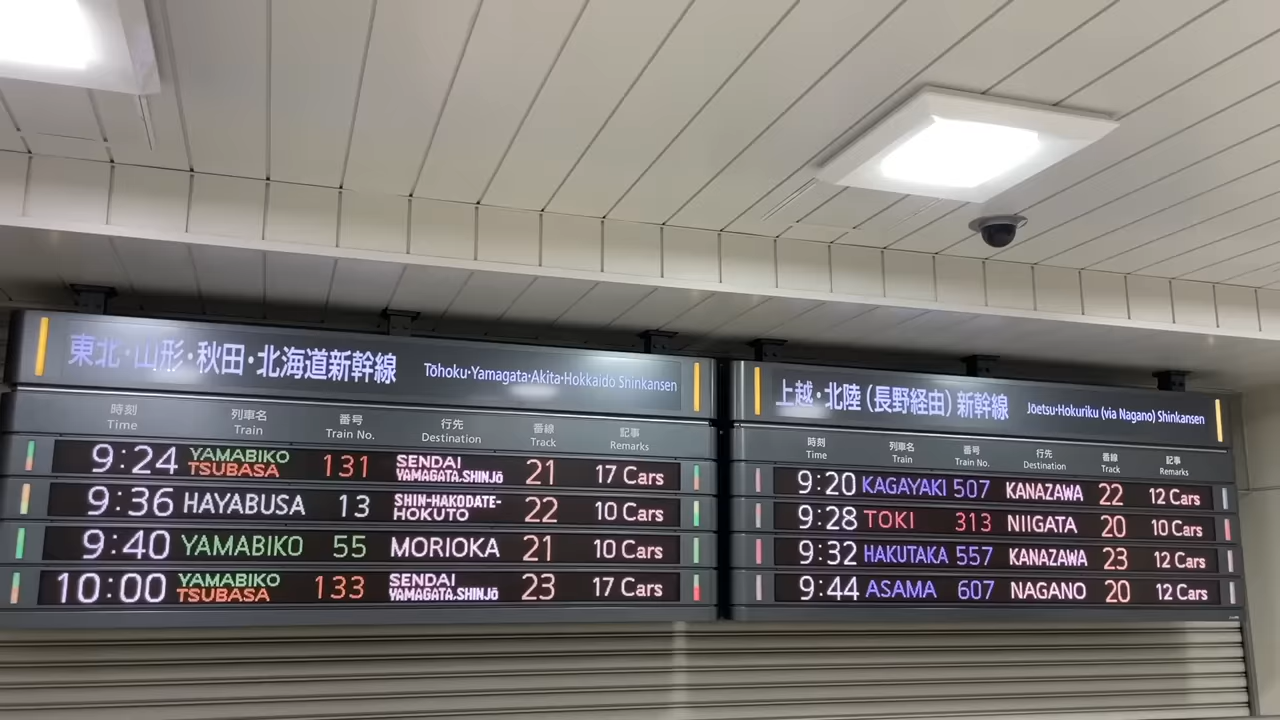 東北・山形・秋田・北海道新幹線 Tōhoku・Yamagata・Akita・Hokkaido Shinkansen
時刻 列車名 番号 行先 番線 記事
Time Train Train No. Destination Track Remarks
9:24 YAMABIKO TSUBASA 131 SENDAI YAMAGATA.SHINJŌ 21 17 Cars
9:36 HAYABUSA 13 SHIN-HAKODATE-HOKUTO 22 10 Cars
9:40 YAMABIKO 55 MORIOKA 21 10 Cars
10:00 YAMABIKO TSUBASA 133 SENDAI YAMAGATA.SHINJŌ 23 17 Cars
上越・北陸(長野経由)新幹線 Jōetsu・Hokuriku (via Nagano) Shinkansen
時刻 列車名 番号 行先 番線 記事
Time Train Train No. Destination Track Remarks
9:20 KAGAYAKI 507 KANAZAWA 22 12 Cars
9:28 TOKI 313 NIIGATA 20 10 Cars
9:32 HAKUTAKA 557 KANAZAWA 23 12 Cars
9:44 ASAMA 607 NAGANO 20 12 Cars